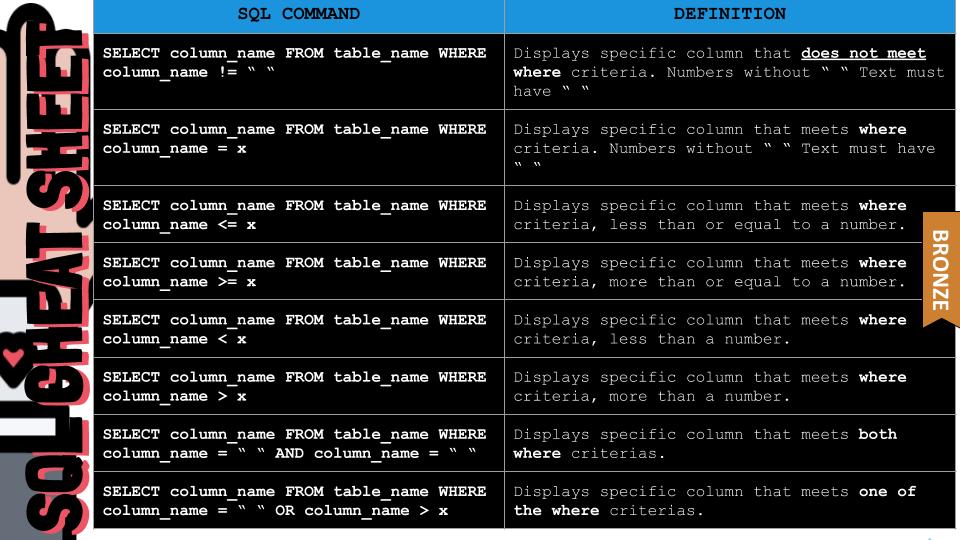 SQL CHEAT SHEET
SQL COMMAND
DEFINITION
SELECT column_name FROM table_name WHERE
column_name != “ “
Displays specific column that does not meet
where criteria. Numbers without “ “ Text must
have “ “
SELECT column_name FROM table_name WHERE
column_name = x
Displays specific column that meets where
criteria. Numbers without “ “ Text must have
“ “
SELECT column_name FROM table_name WHERE
column_name <= x
Displays specific column that meets where
criteria, less than or equal to a number.
SELECT column_name FROM table_name WHERE
column_name >= x
Displays specific column that meets where
criteria, more than or equal to a number.
SELECT column_name FROM table_name WHERE
column_name < x
Displays specific column that meets where
criteria, less than a number.
SELECT column_name FROM table_name WHERE
column_name > x
Displays specific column that meets where
criteria, more than a number.
SELECT column_name FROM table_name WHERE
column_name = “ “ AND column_name = “ “
Displays specific column that meets both
where criterias.
SELECT column_name FROM table_name WHERE
column_name = “ “ OR column_name > x
Displays specific column that meets one of
the where criterias.
BRONZE